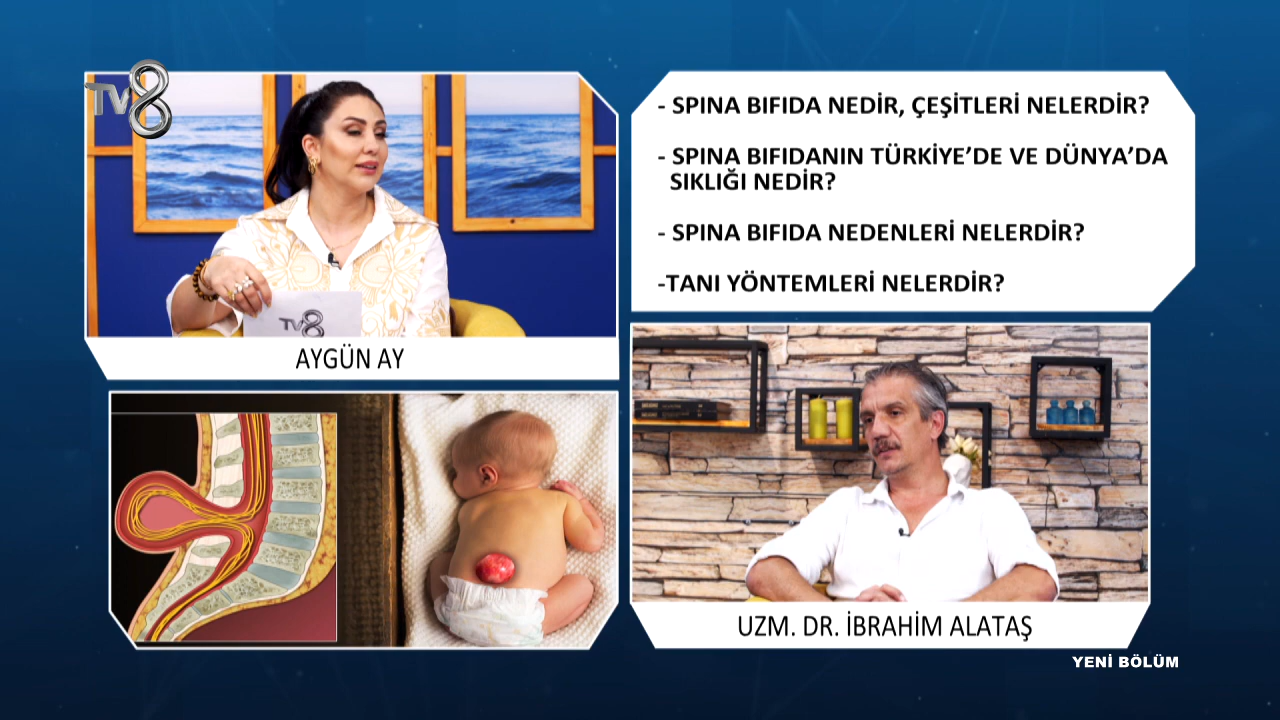 TV8
- SPINA BIFIDA NEDİR, ÇEŞİTLERİ NELERDİR?
- SPINA BIFIDANIN TÜRKİYE’DE VE DÜNYA’DA
SIKLIĞI NEDİR?
- SPINA BIFIDA NEDENLERİ NELERDİR?
-TANI YÖNTEMLERİ NELERDİR?
TV8
AYGÜN AY
UZM. DR. İBRAHİM ALATAŞ
YENİ BÖLÜM